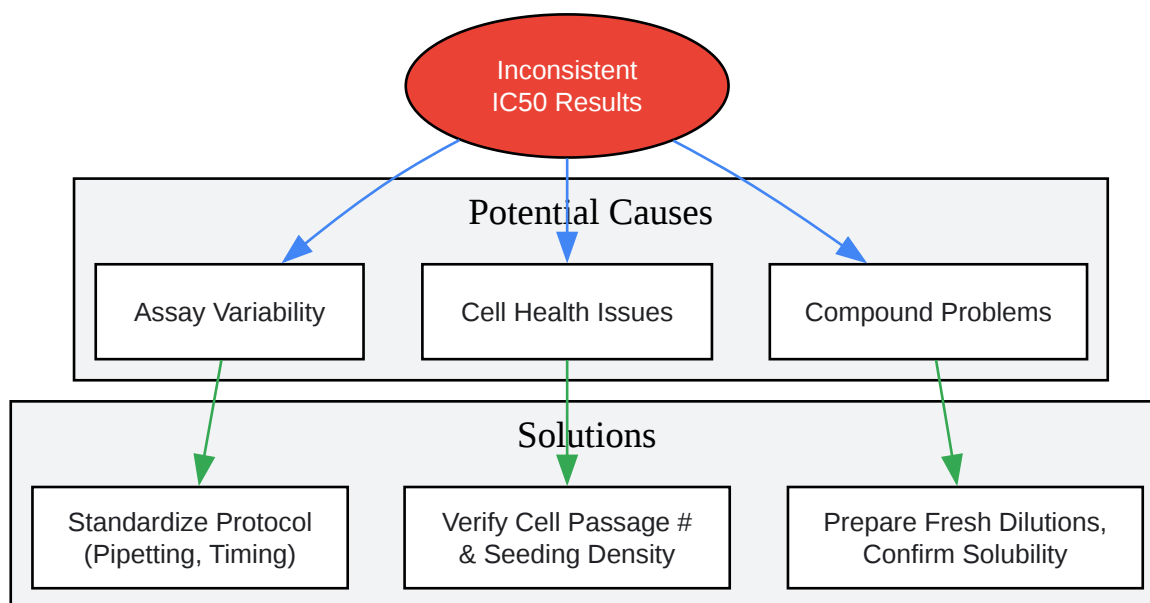 Inconsistent
IC50 Results
Potential Causes
Assay Variability
Cell Health Issues
Compound Problems
Solutions
Standardize Protocol
(Pipetting, Timing)
Verify Cell Passage #
& Seeding Density
Prepare Fresh Dilutions,
Confirm Solubility